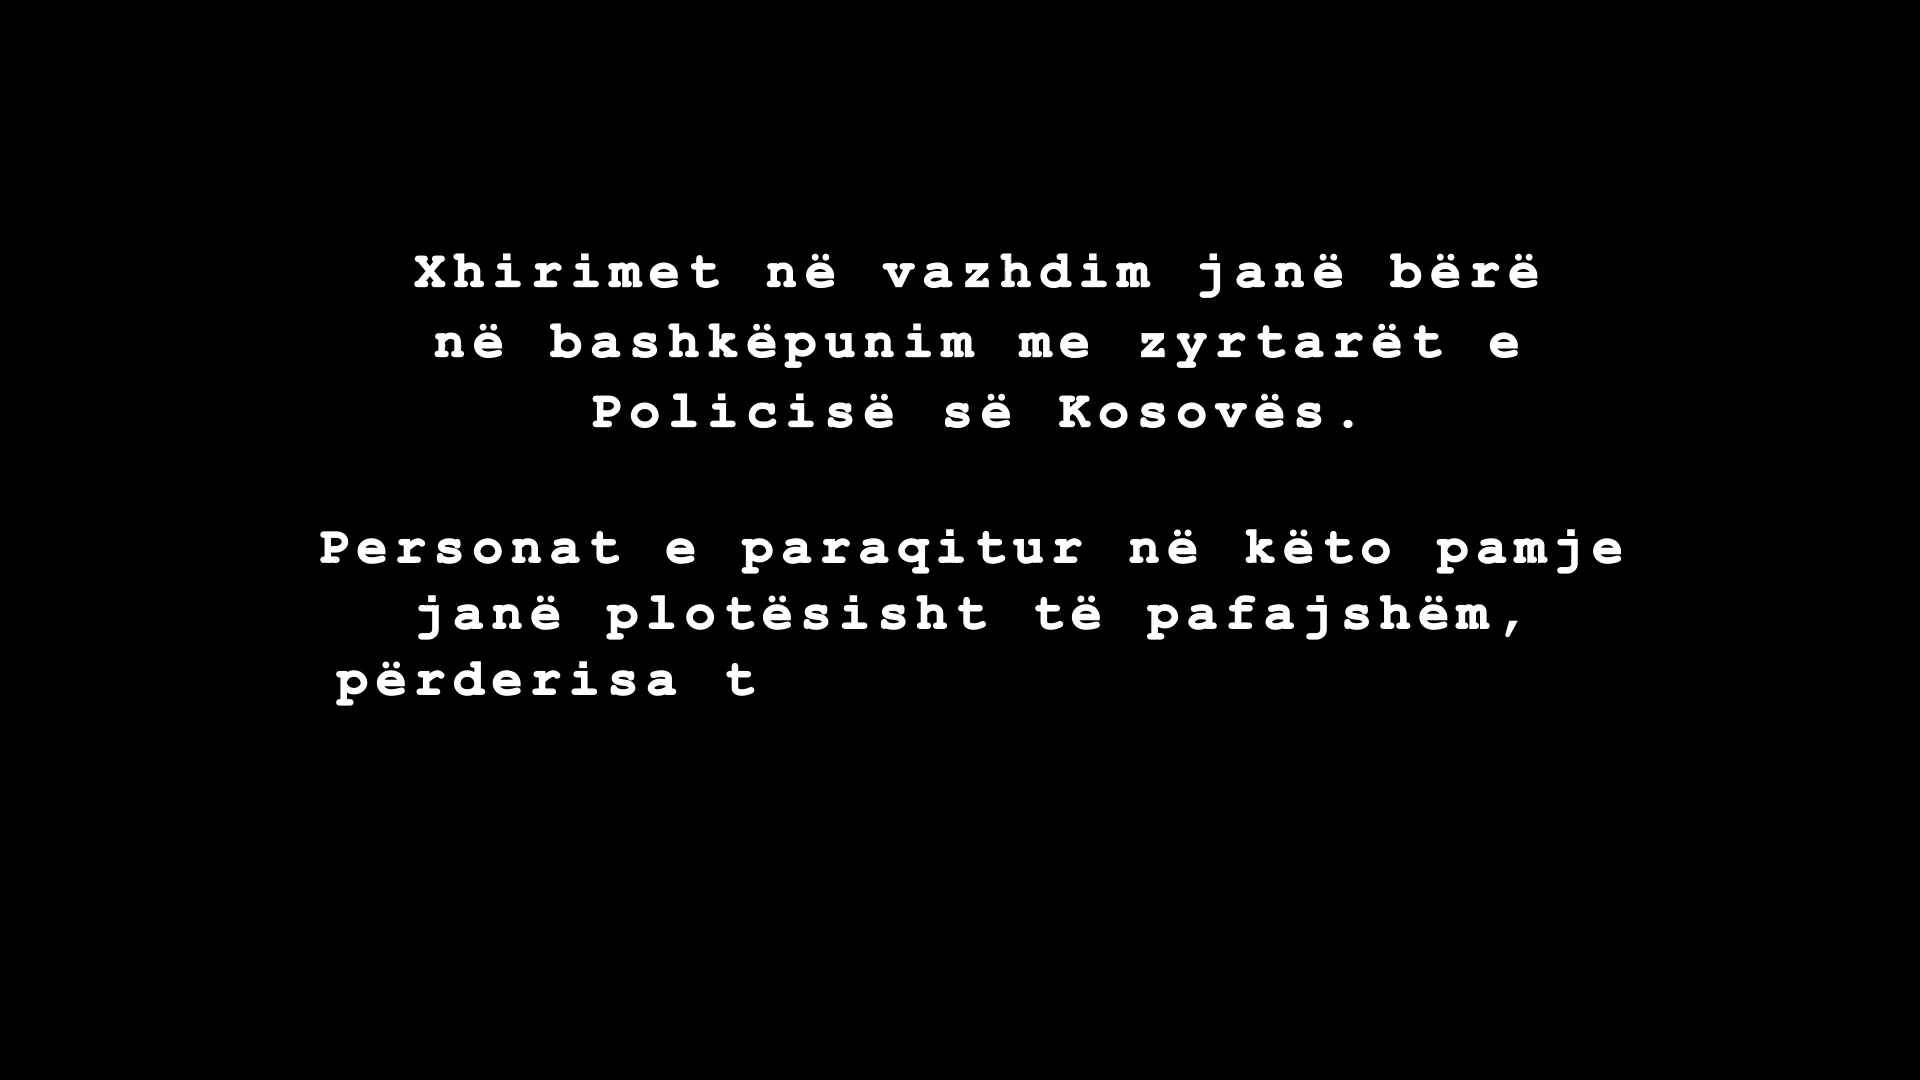 Xhirimet në vazhdim janë bërë
në bashkëpunim me zyrtarët e
Policisë së Kosovës.
Personat e paraqitur në këto pamje
janë plotësisht të pafajshëm,
përderisa t